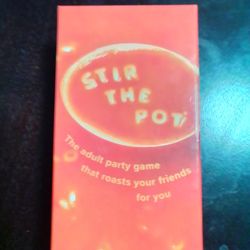 STIR
THE
POT
The adult party game
that roasts your friends
for you